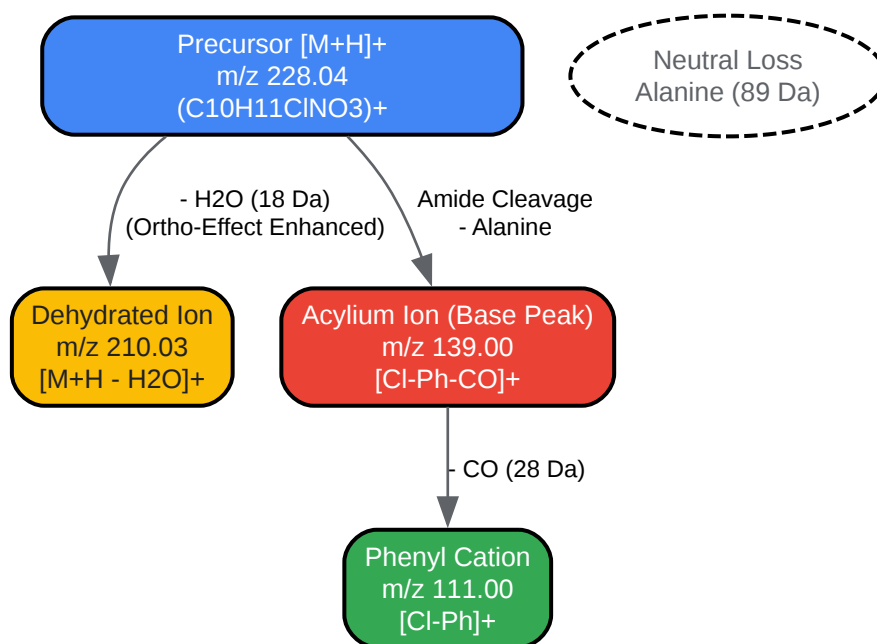 Precursor [M+H]+
m/z 228.04
(C10H11ClNO3)+
Neutral Loss
Alanine (89 Da)
- H2O (18 Da)
(Ortho-Effect Enhanced)
Amide Cleavage
- Alanine
Dehydrated Ion
m/z 210.03
[M+H - H2O]+
Acylium Ion (Base Peak)
m/z 139.00
[Cl-Ph-CO]+
- CO (28 Da)
Phenyl Cation
m/z 111.00
[Cl-Ph]+